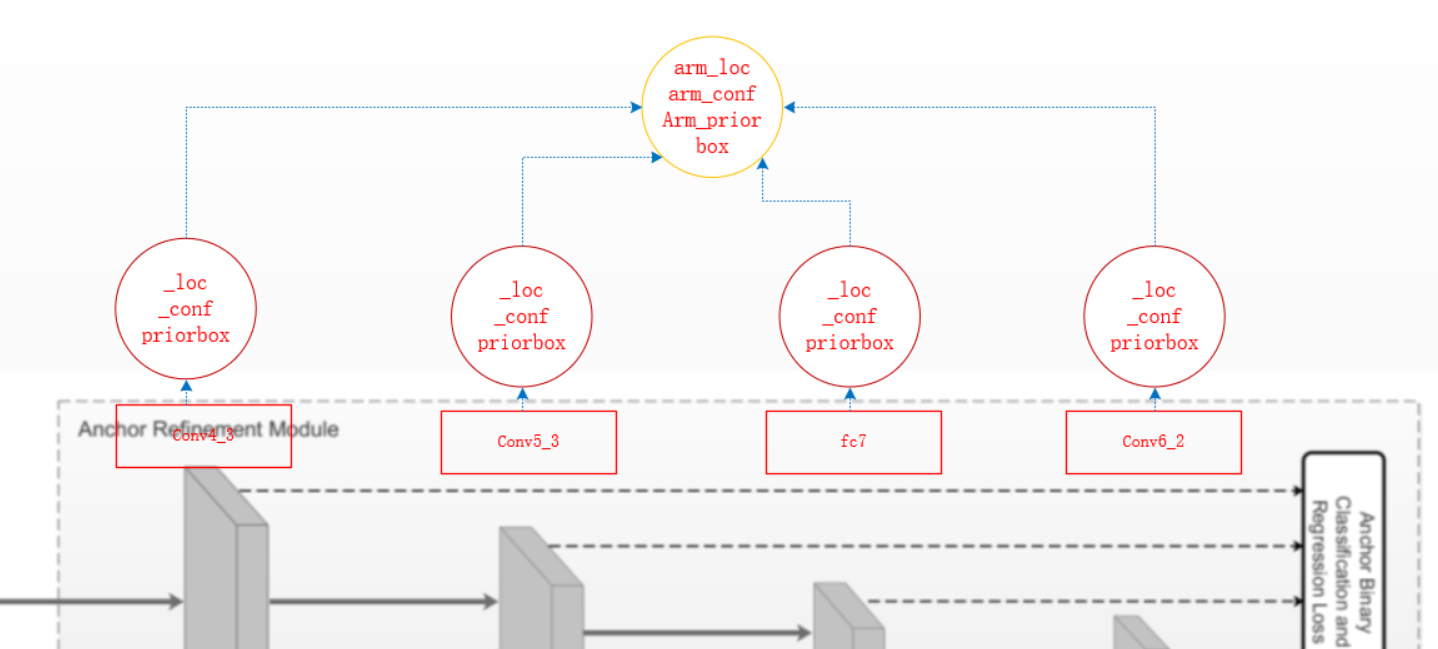 arm_loc
arm_conf
Arm_prior
box
_loc
_conf
priorbox
_loc
_conf
priorbox
_loc
_conf
priorbox
_loc
_conf
priorbox
Anchor Refinement Module
Conv4_3
Conv5_3
fc7
Conv6_2
Anchor Binary
Classification and
Regression Loss